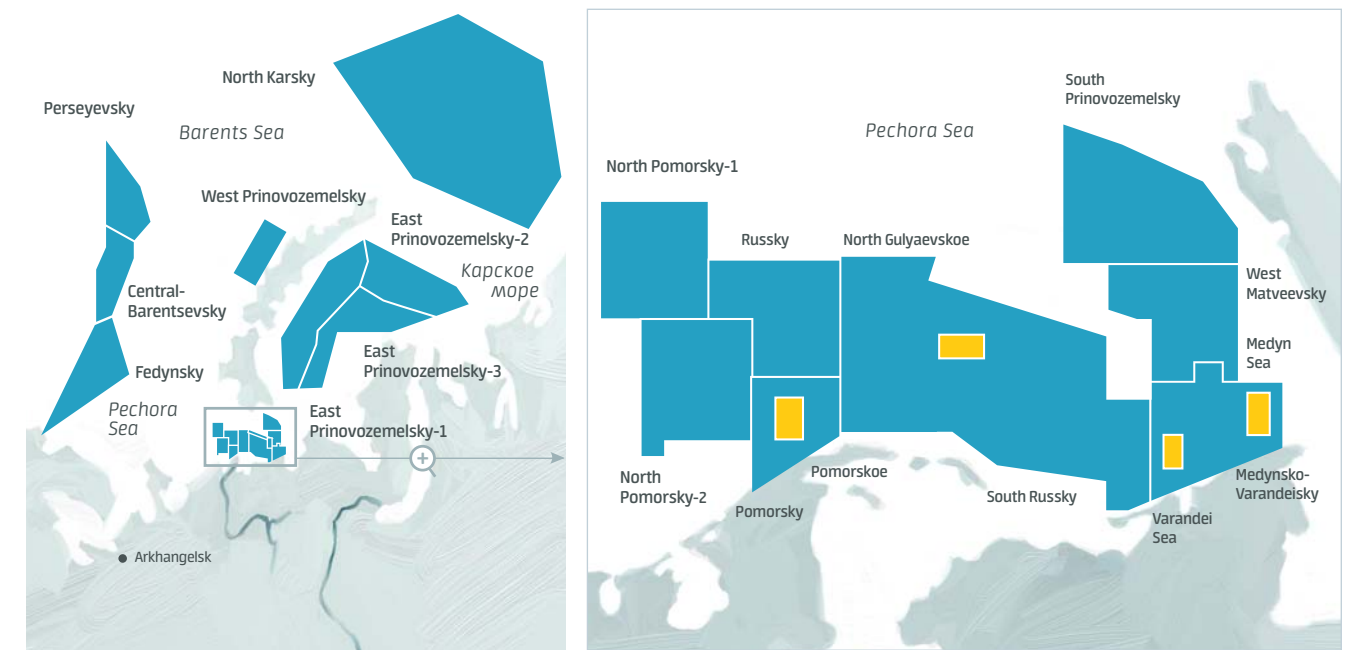 North Karsky
Perseyevsky
Barents Sea
West Prinovozemelsky
East
Prinovozemelsky-2
Карское
море
Central-
Barentsevsky
East
Prinovozemelsky-3
Fedynsky
Pechora
Sea
East
Prinovozemelsky-1
Arkhangelsk
South
Prinovozemelsky
Pechora Sea
North Pomorsky-1
Russky
North Gulyaevskoe
West
Matveevsky
Medyn
Sea
North
Pomorsky-2
Pomorskoe
Pomorsky
South Russky
Medynsko-
Varandeisky
Varandei
Sea